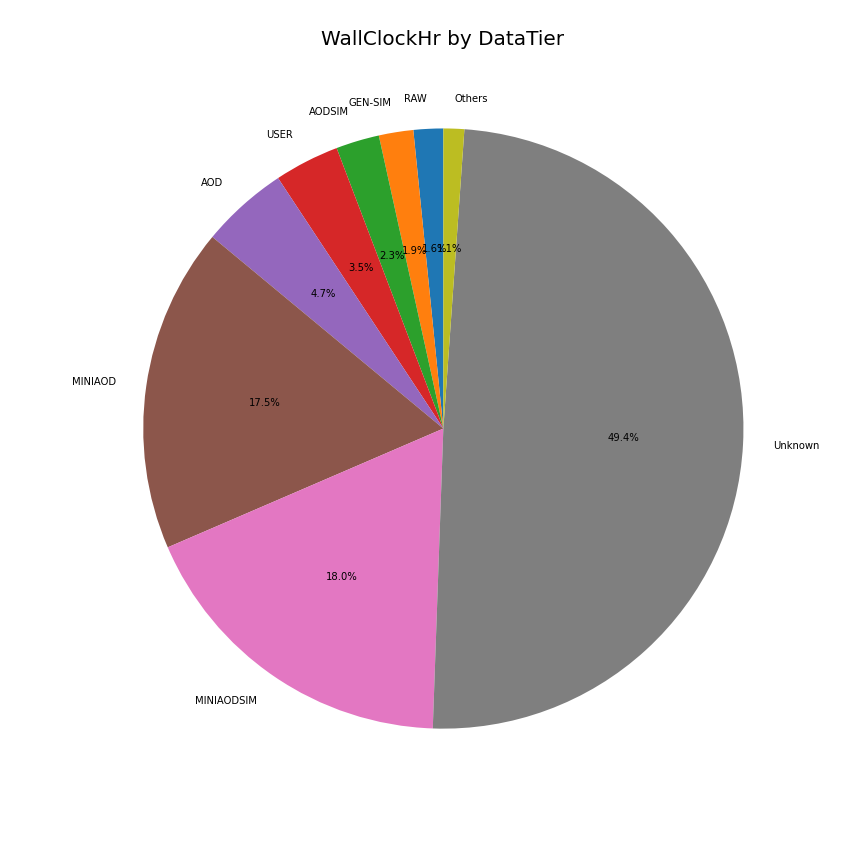 WallClockHr by DataTier
Others
RAW
GEN-SIM
AODSIM
USER
AOD
MINIAOD
MINIAODSIM
Unknown
1.6%
1.1%
1.9%
2.3%
3.5%
4.7%
17.5%
18.0%
49.4%